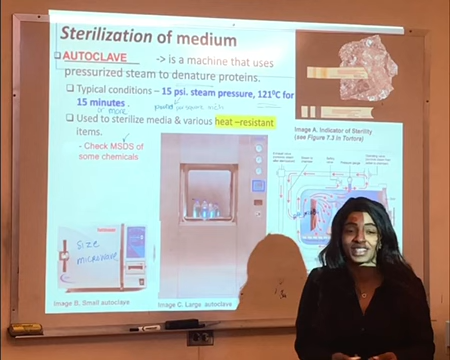 Sterilization of medium
AUTOCLAVE -> is a machine that uses
pressurized steam to denature proteins.
Typical conditions – 15 psi. steam pressure, 121⁰C for
15 minutes .
or more
Used to sterilize media & various heat –resistant
items.
- Check MSDS of
some chemicals
Image A. Indicator of Sterility
(see Figure 7.3 in Tortora)
size
microwave
Image B. Small autoclave
Image C. Large autoclave